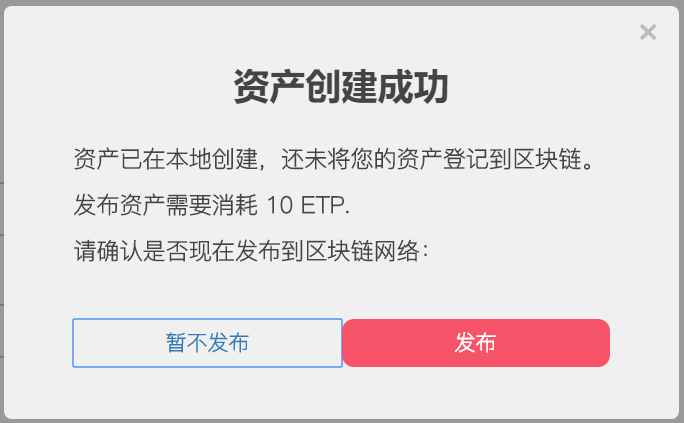 资产创建成功
资产已在本地创建，还未将您的资产登记到区块链。
发布资产需要消耗 10 ETP.
请确认是否现在发布到区块链网络：
暂不发布
发布